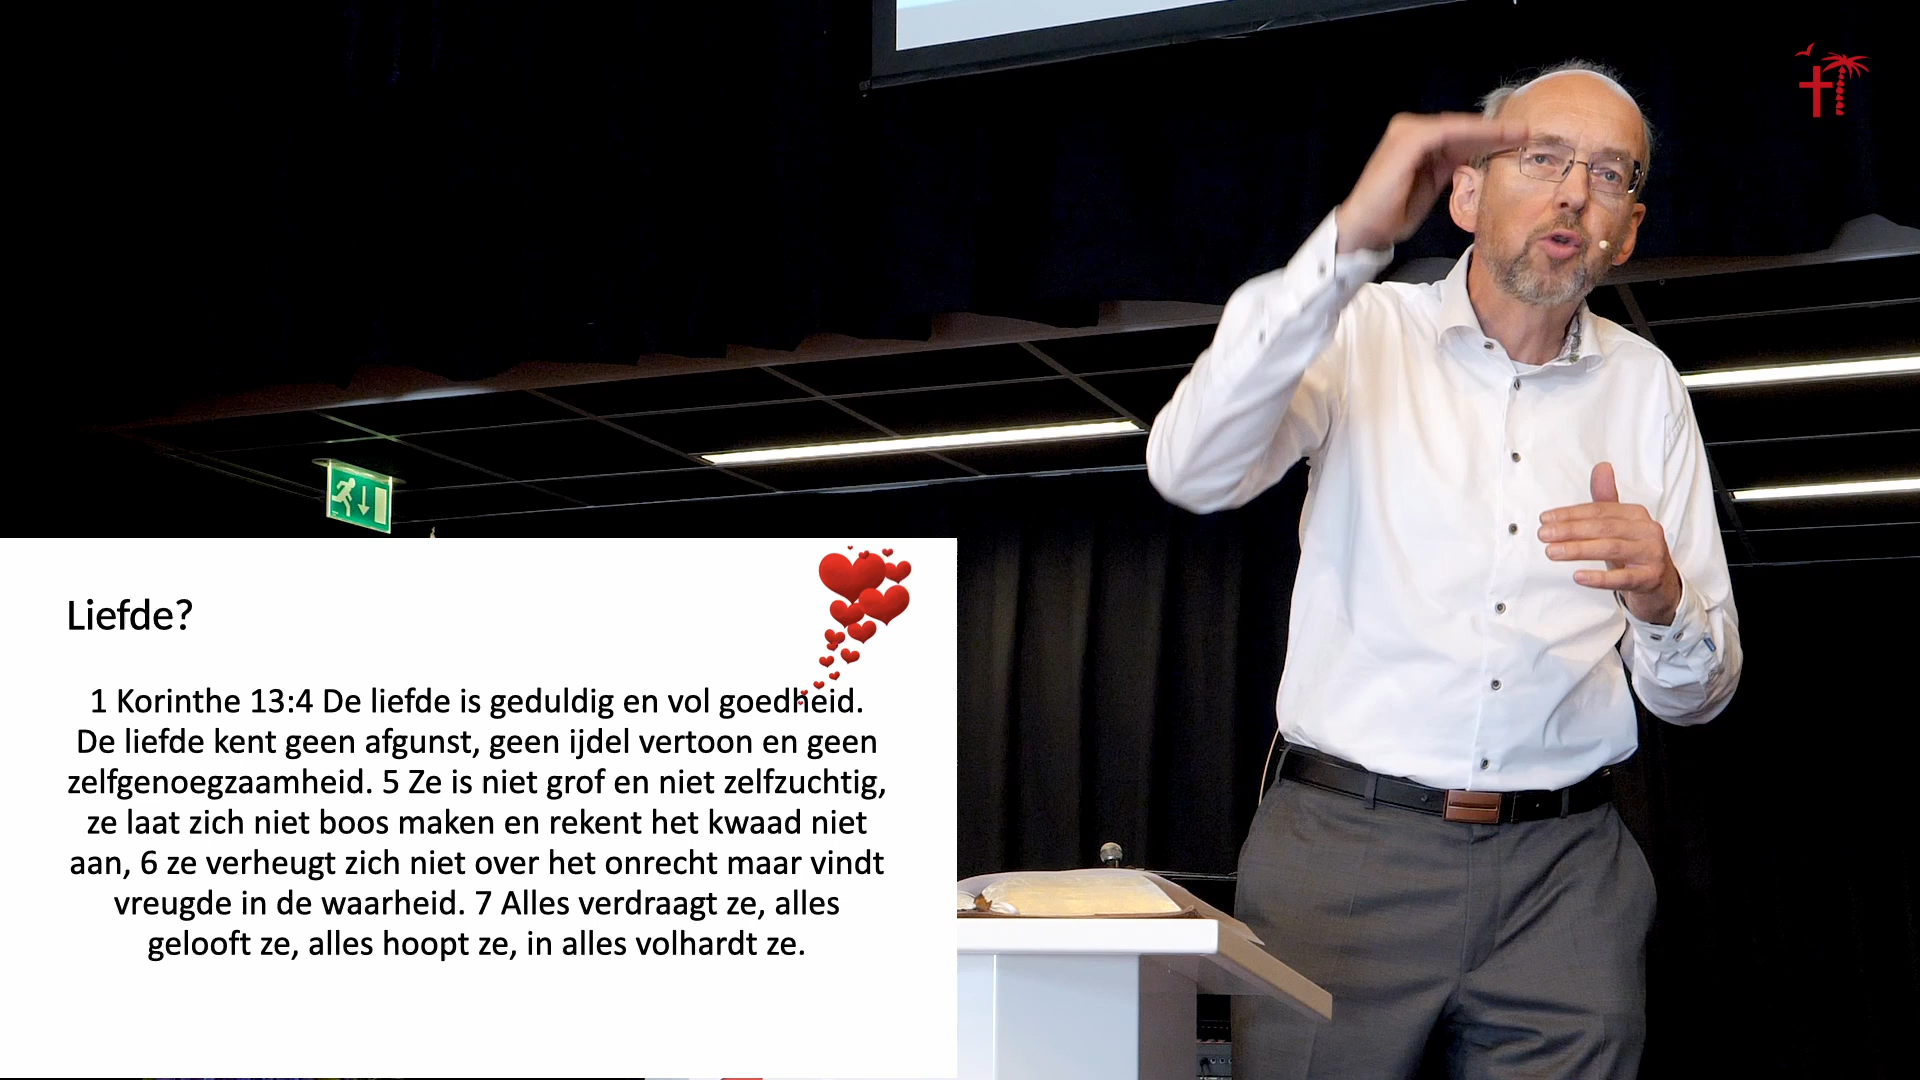 Liefde?
1 Korinthe 13:4 De liefde is geduldig en vol goedheid.
De liefde kent geen afgunst, geen ijdel vertoon en geen
zelfgenoegzaamheid. 5 Ze is niet grof en niet zelfzuchtig,
ze laat zich niet boos maken en rekent het kwaad niet
aan, 6 ze verheugt zich niet over het onrecht maar vindt
vreugde in de waarheid. 7 Alles verdraagt ze, alles
gelooft ze, alles hoopt ze, in alles volhardt ze.